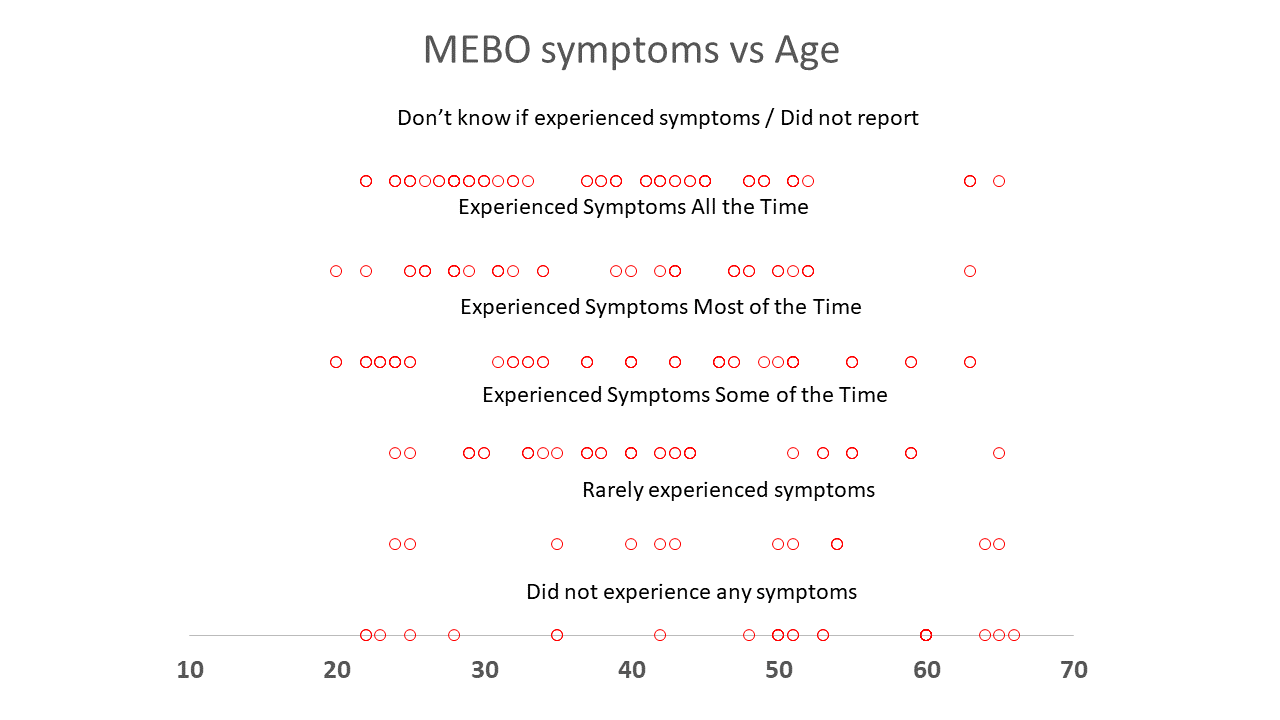 MEBO symptoms vs Age
Don’t know if experienced symptoms / Did not report
Experienced Symptoms All the Time
Experienced Symptoms Most of the Time
Experienced Symptoms Some of the Time
Rarely experienced symptoms
Did not experience any symptoms
10 20 30 40 50 60 70